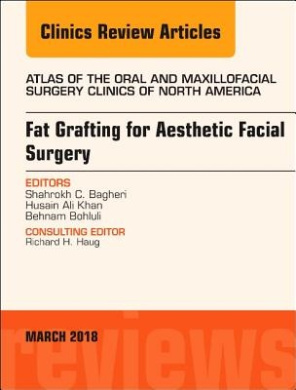 Clinics Review Articles
ATLAS OF THE ORAL AND MAXILLOFACIAL
SURGERY CLINICS OF NORTH AMERICA
Fat Grafting for Aesthetic Facial
Surgery
EDITORS
Shahrokh C. Bagheri
Husain Ali Khan
Behnam Bohluli
CONSULTING EDITOR
Richard H. Haug
reviews
MARCH 2018